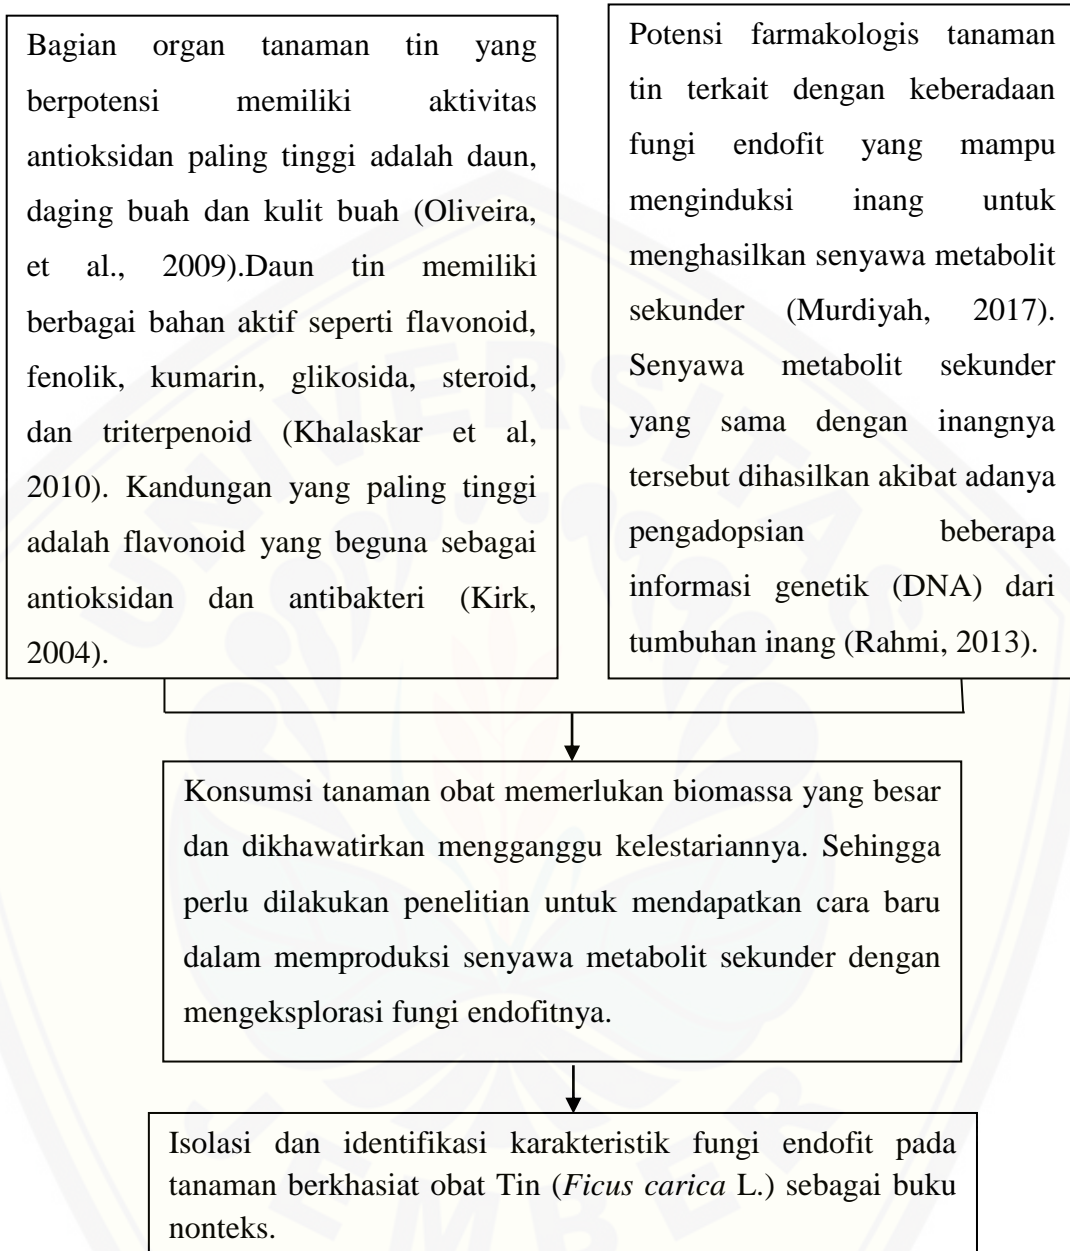 Bagian organ tanaman tin yang
berpotensi memiliki aktivitas
antioksidan paling tinggi adalah daun,
daging buah dan kulit buah (Oliveira,
et al., 2009).Daun tin memiliki
berbagai bahan aktif seperti flavonoid,
fenolik, kumarin, glikosida, steroid,
dan triterpenoid (Khalaskar et al,
2010). Kandungan yang paling tinggi
adalah flavonoid yang beguna sebagai
antioksidan dan antibakteri (Kirk,
2004).
Potensi farmakologis tanaman
tin terkait dengan keberadaan
fungi endofit yang mampu
menginduksi inang untuk
menghasilkan senyawa metabolit
sekunder (Murdiyah, 2017).
Senyawa metabolit sekunder
yang sama dengan inangnya
tersebut dihasilkan akibat adanya
pengadopsian beberapa
informasi genetik (DNA) dari
tumbuhan inang (Rahmi, 2013).
Konsumsi tanaman obat memerlukan biomassa yang besar
dan dikhawatirkan mengganggu kelestariannya. Sehingga
perlu dilakukan penelitian untuk mendapatkan cara baru
dalam memproduksi senyawa metabolit sekunder dengan
mengeksplorasi fungi endofitnya.
Isolasi dan identifikasi karakteristik fungi endofit pada
tanaman berkhasiat obat Tin (Ficus carica L.) sebagai buku
nonteks.
UNIVERSITAS
JEMBER